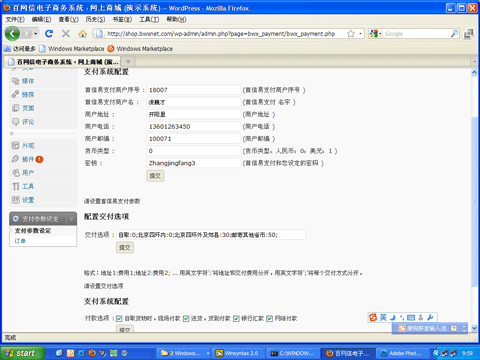 百网信电子商务系统 - 网上商城 (演示系统) — WordPress - Mozilla Firefox
文件(F) 编辑(E) 查看(V) 历史(S) 书签(B) 工具(T) 帮助(H)
http://shop.bwxnet.com/wp-admin/admin.php?page=bwx_payment/bwx_payment.php
Google
访问最多 Windows Marketplace Windows Marketplace
百网信电子商务系统 - 网上商城 (演...
媒体
链接
页面
评论
外观
插件 1
用户
工具
设置
支付参数设定
支付参数设定
订单
支付系统配置
首信易支付商户序号: 18007 (首信易支付商户序号 )
首信易支付商户名: (首信易支付 名字 )
商户地址: 开阳里 (商户地址 )
商户电话: 13601263450 (商户电话 )
商户邮编: 100071 (商户邮编 )
货币类型: 0 (货币类型。人民币: 0; 美元: 1 )
密钥: Zhangjingfang3 (首信易支付和您设定的密码 )
提交
请设置首信易支付参数
配置交付选项
交付选项: 自取:0;北京四环内:0;北京四环外及郊县:30;邮寄其他省市:50;
提交
格式: 地址1:费用1;地址2:费用2; ... 用英文字符':'将地址和交付费用分开，用英文字符';'将每个交付方式分开。
请设置交付选项
支付系统配置
付款选项: 自取货物时，现场付款 送货，货到付款 银行汇款 网络付款
提交
英
搜狗拼音输入法
完成
start
2 Windows...
Winsyntax 2.0
C:\WINDOW...
百网信电子...
9:59